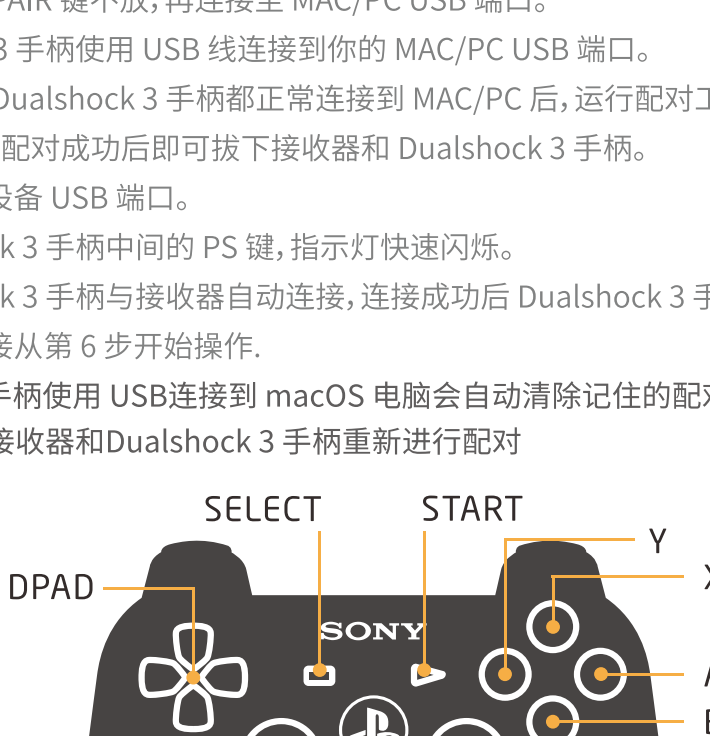 PAIR 键不放，再连接至 MAC/PC USB 端口。
3 手柄使用 USB 线连接到你的 MAC/PC USB 端口。
Dualshock 3 手柄都正常连接到 MAC/PC 后，运行配对工
配对成功后即可拔下接收器和 Dualshock 3 手柄。
设备 USB 端口。
k 3 手柄中间的 PS 键，指示灯快速闪烁。
k 3 手柄与接收器自动连接，连接成功后 Dualshock 3 手
接从第 6 步开始操作.
手柄使用 USB连接到 macOS 电脑会自动清除记住的配对
接收器和Dualshock 3 手柄重新进行配对
SELECT
START
Y
DPAD
X
SONY
A
B